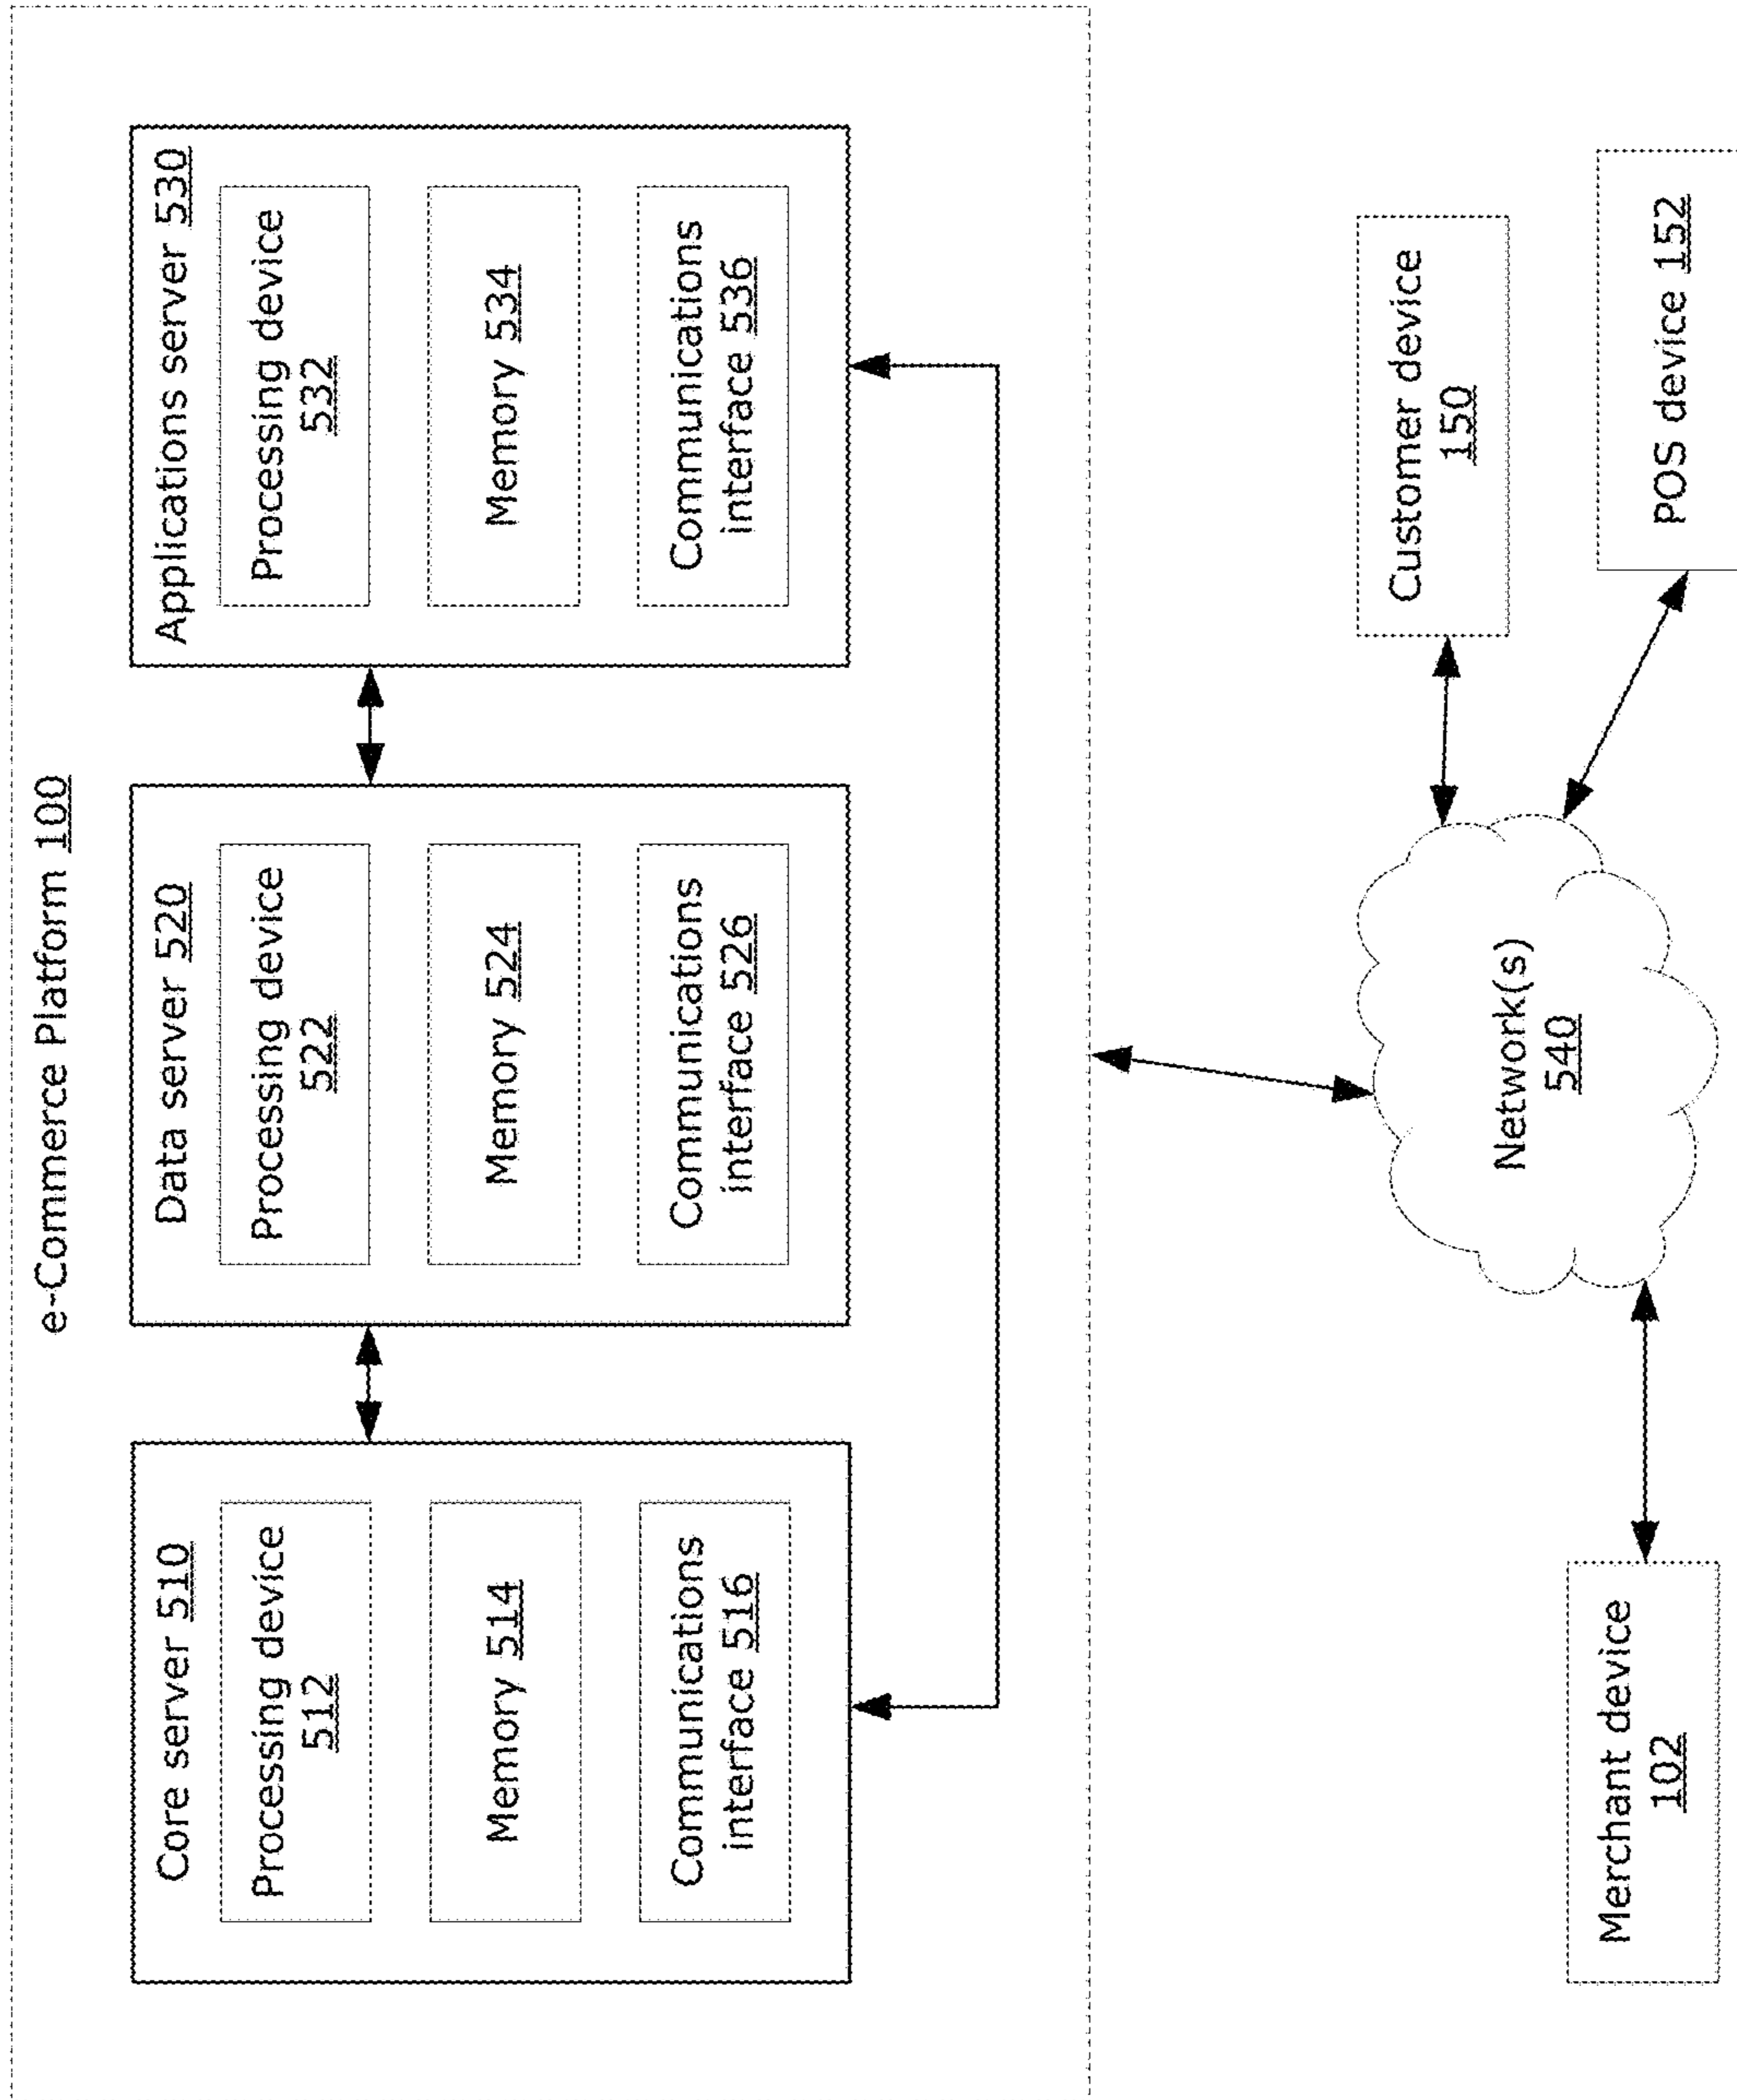 e-Commerce Platform 100
Core server 510
Processing device
512
Memory 514
Communications
interface 516
Data server 520
Processing device
522
Memory 524
Communications
interface 526
Applications server 530
Processing device
532
Memory 534
Communications
interface 536
Merchant device
102
Network(s)
540
Customer device
150
POS device 152